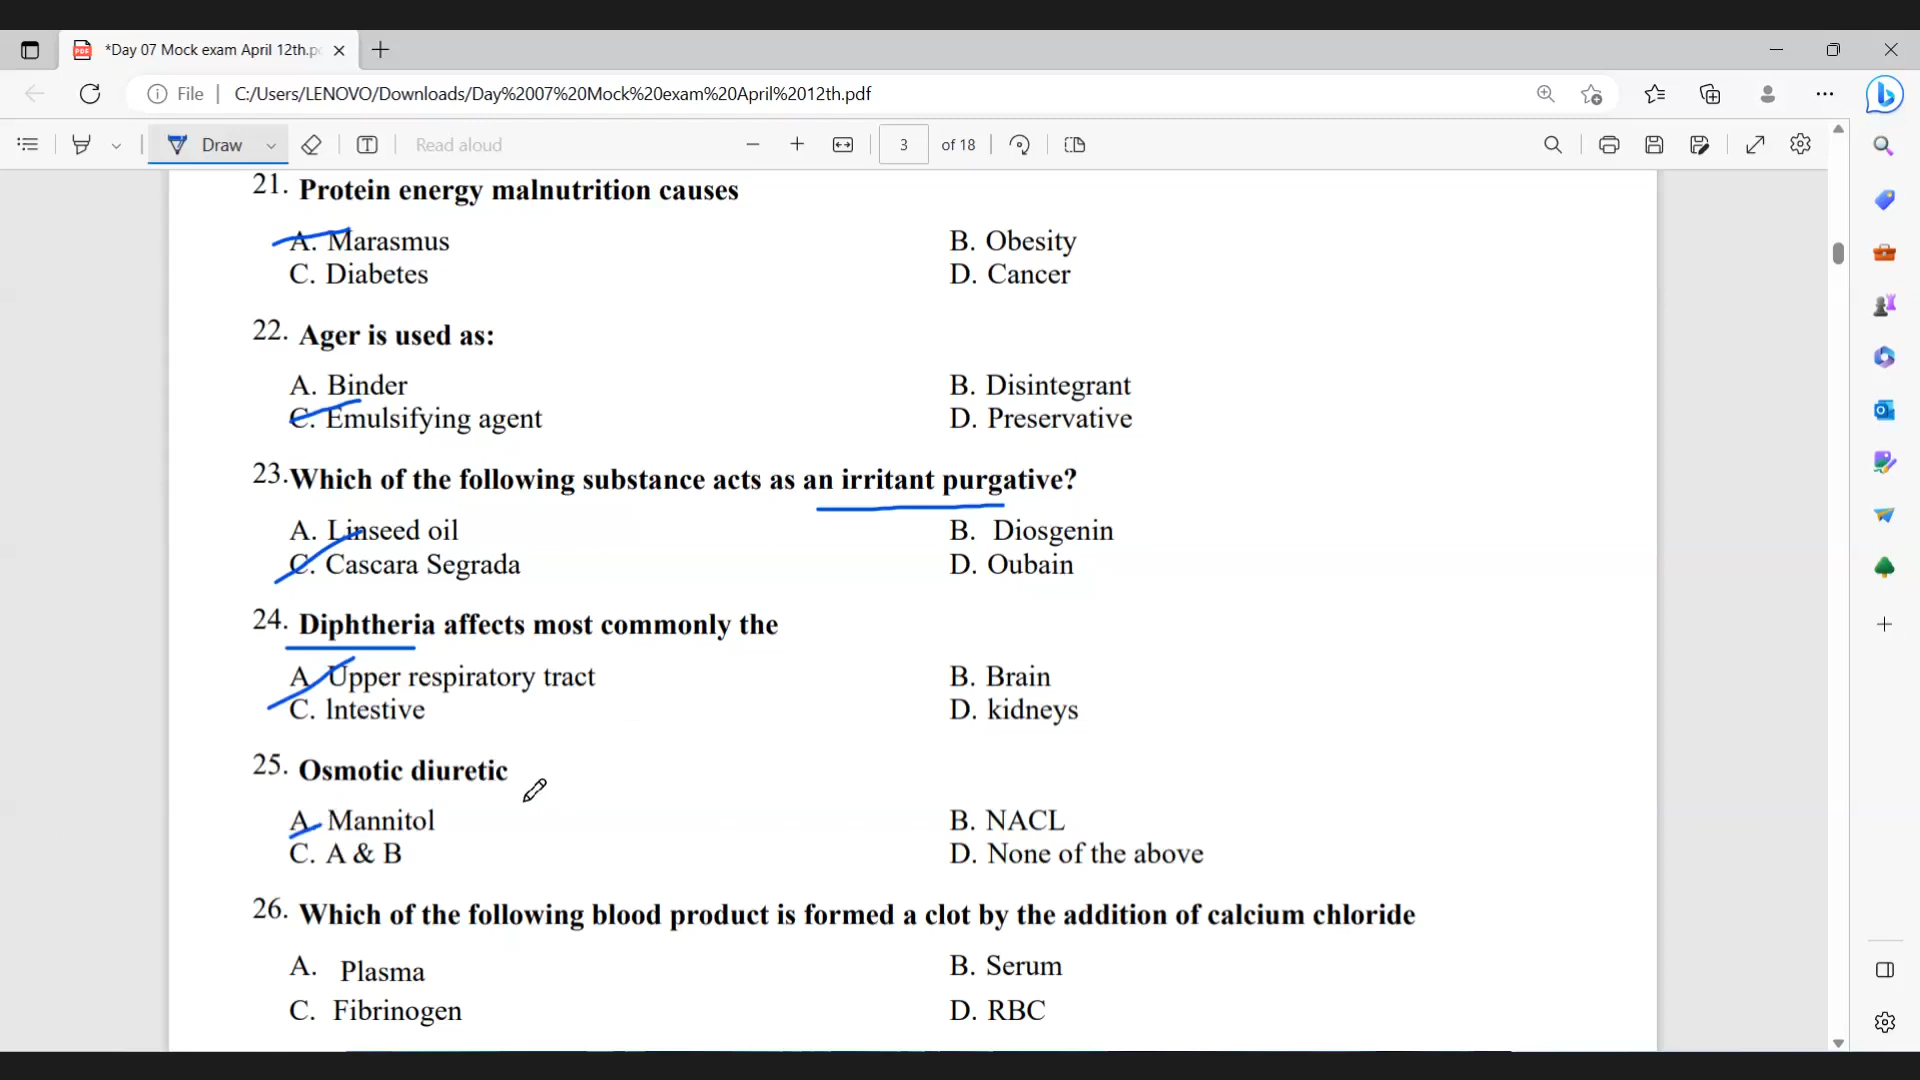 *Day 07 Mock exam April 12th.p
File | C:/Users/LENOVO/Downloads/Day%2007%20Mock%20exam%20April%2012th.pdf
Draw Read aloud 3 of 18
21. Protein energy malnutrition causes
A. Marasmus B. Obesity
C. Diabetes D. Cancer
22. Ager is used as:
A. Binder B. Disintegrant
C. Emulsifying agent D. Preservative
23. Which of the following substance acts as an irritant purgative?
A. Linseed oil B. Diosgenin
C. Cascara Segrada D. Oubain
24. Diphtheria affects most commonly the
A. Upper respiratory tract B. Brain
C. lntestive D. kidneys
25. Osmotic diuretic
A. Mannitol B. NACL
C. A & B D. None of the above
26. Which of the following blood product is formed a clot by the addition of calcium chloride
A. Plasma B. Serum
C. Fibrinogen D. RBC